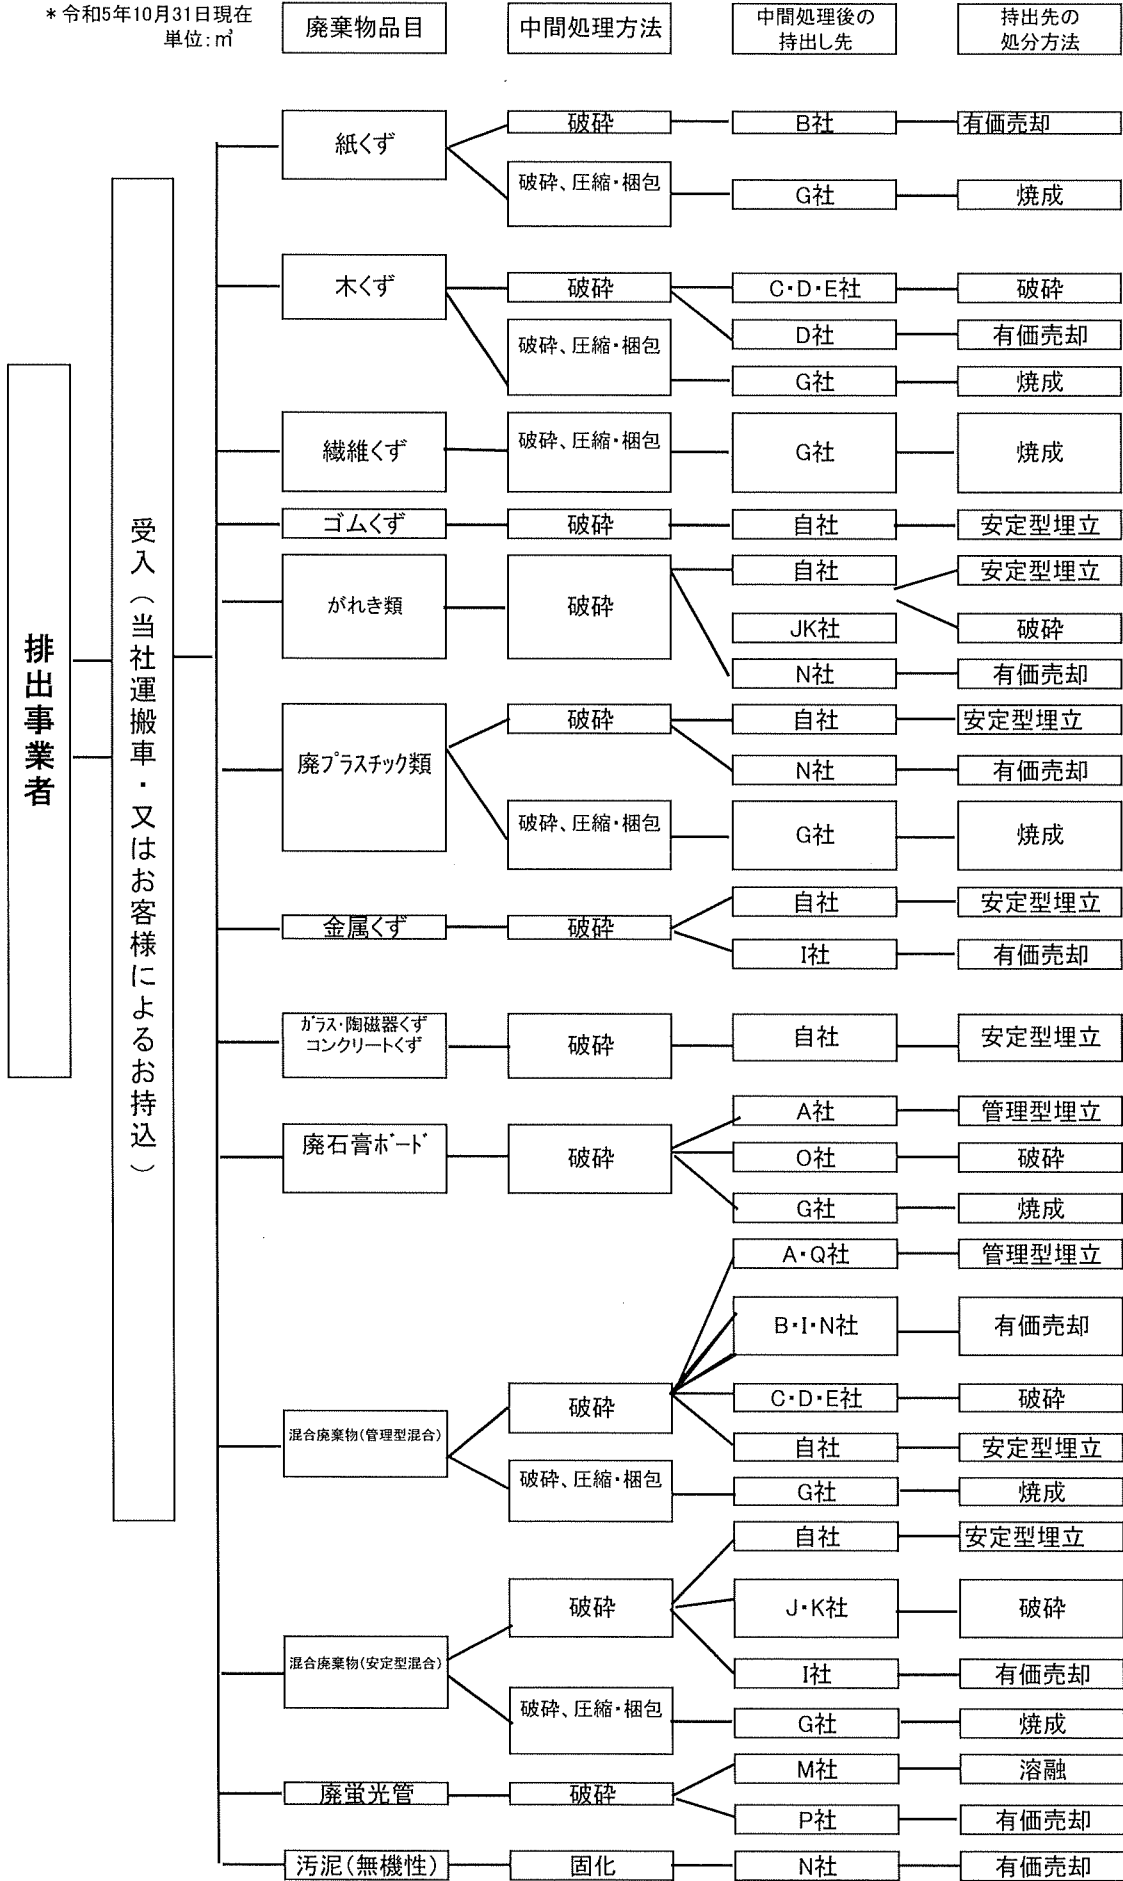 *令和5年10月31日現在
単位:㎥
廃棄物品目
中間処理方法
中間処理後の
持出し先
持出先の
処分方法
排出事業者
受入（当社運搬車・又はお客様によるお持込）
紙くず
破砕
B社
有価売却
破砕、圧縮・梱包
G社
焼成
木くず
破砕
C・D・E社
破砕
D社
有価売却
破砕、圧縮・梱包
G社
焼成
繊維くず
破砕、圧縮・梱包
G社
焼成
ゴムくず
破砕
自社
安定型埋立
がれき類
破砕
自社
安定型埋立
JK社
破砕
N社
有価売却
廃プラスチック類
破砕
自社
安定型埋立
N社
有価売却
破砕、圧縮・梱包
G社
焼成
金属くず
破砕
自社
安定型埋立
I社
有価売却
ガラス・陶磁器くず
コンクリートくず
破砕
自社
安定型埋立
廃石膏ボード
破砕
A社
管理型埋立
O社
破砕
G社
焼成
混合廃棄物(管理型混合)
破砕
A・Q社
管理型埋立
B・I・N社
有価売却
C・D・E社
破砕
自社
安定型埋立
破砕、圧縮・梱包
G社
焼成
混合廃棄物(安定型混合)
破砕
自社
安定型埋立
J・K社
破砕
I社
有価売却
破砕、圧縮・梱包
G社
焼成
廃蛍光管
破砕
M社
溶融
P社
有価売却
汚泥(無機性)
固化
N社
有価売却